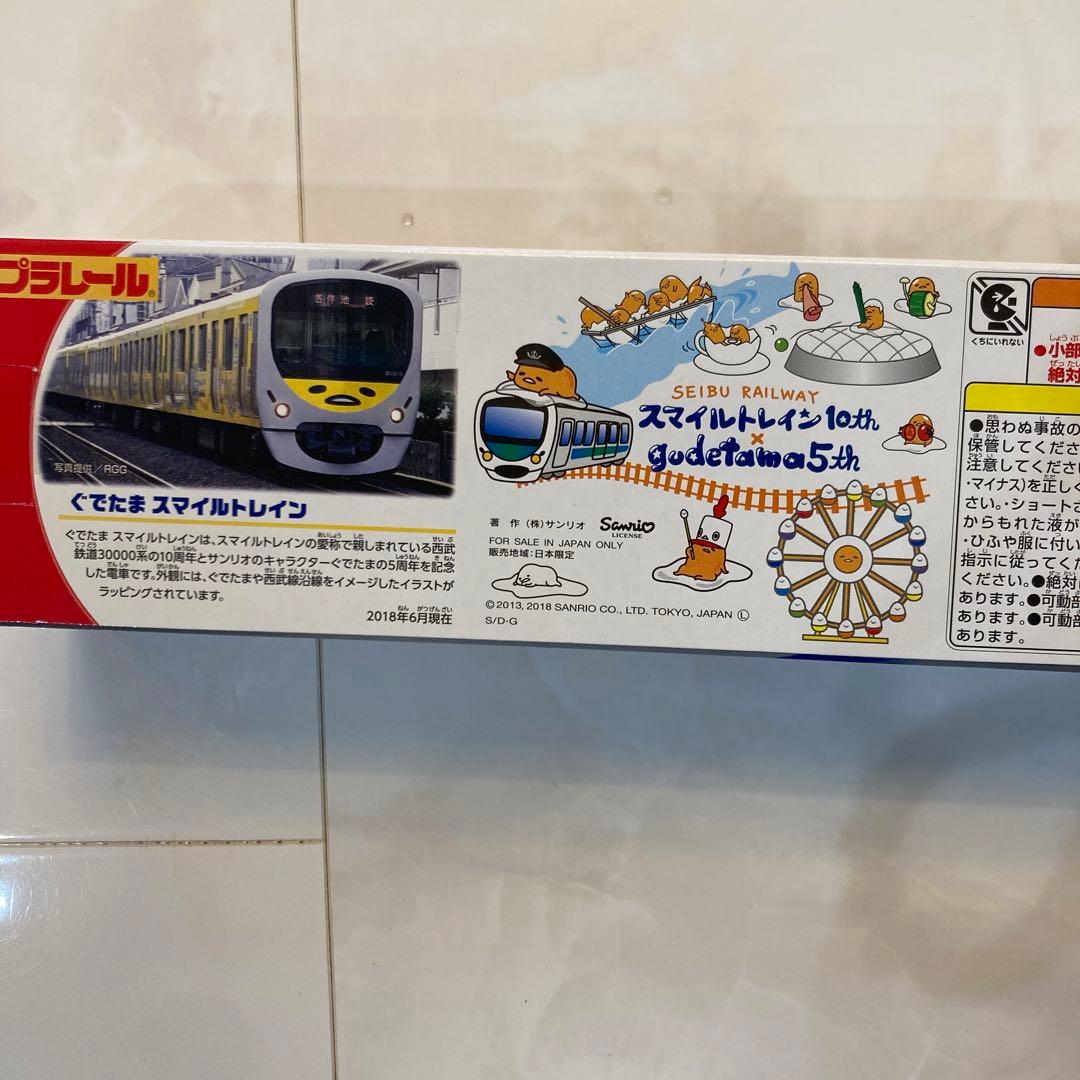 プラレール®
各停 池袋
写真提供/RGG
ぐでたま スマイルトレイン
ぐでたま スマイルトレインは、スマイルトレインの愛称で親しまれている西武
鉄道30000系の10周年とサンリオのキャラクターぐでたまの5周年を記念
した電車です。外観には、ぐでたまや西武線沿線をイメージしたイラストが
ラッピングされています。
2018年6月現在
SEIBU RAILWAY
スマイルトレイン10th
×
gudetama5th
著 作 (株)サンリオ
Sanrio
LICENSE
FOR SALE IN JAPAN ONLY
販売地域:日本限定
© 2013, 2018 SANRIO CO., LTD. TOKYO, JAPAN Ⓛ
S/D·G
くちにいれない
●小部
絶対
●思わぬ事故の
保管してくださ
注意してくださ
・マイナス)を正しく
さい。・ショートさ
からもれた液が
・ひふや服に付い
指示に従ってく
ください。●絶対
あります。●可動部
あります。●可動部
あります。